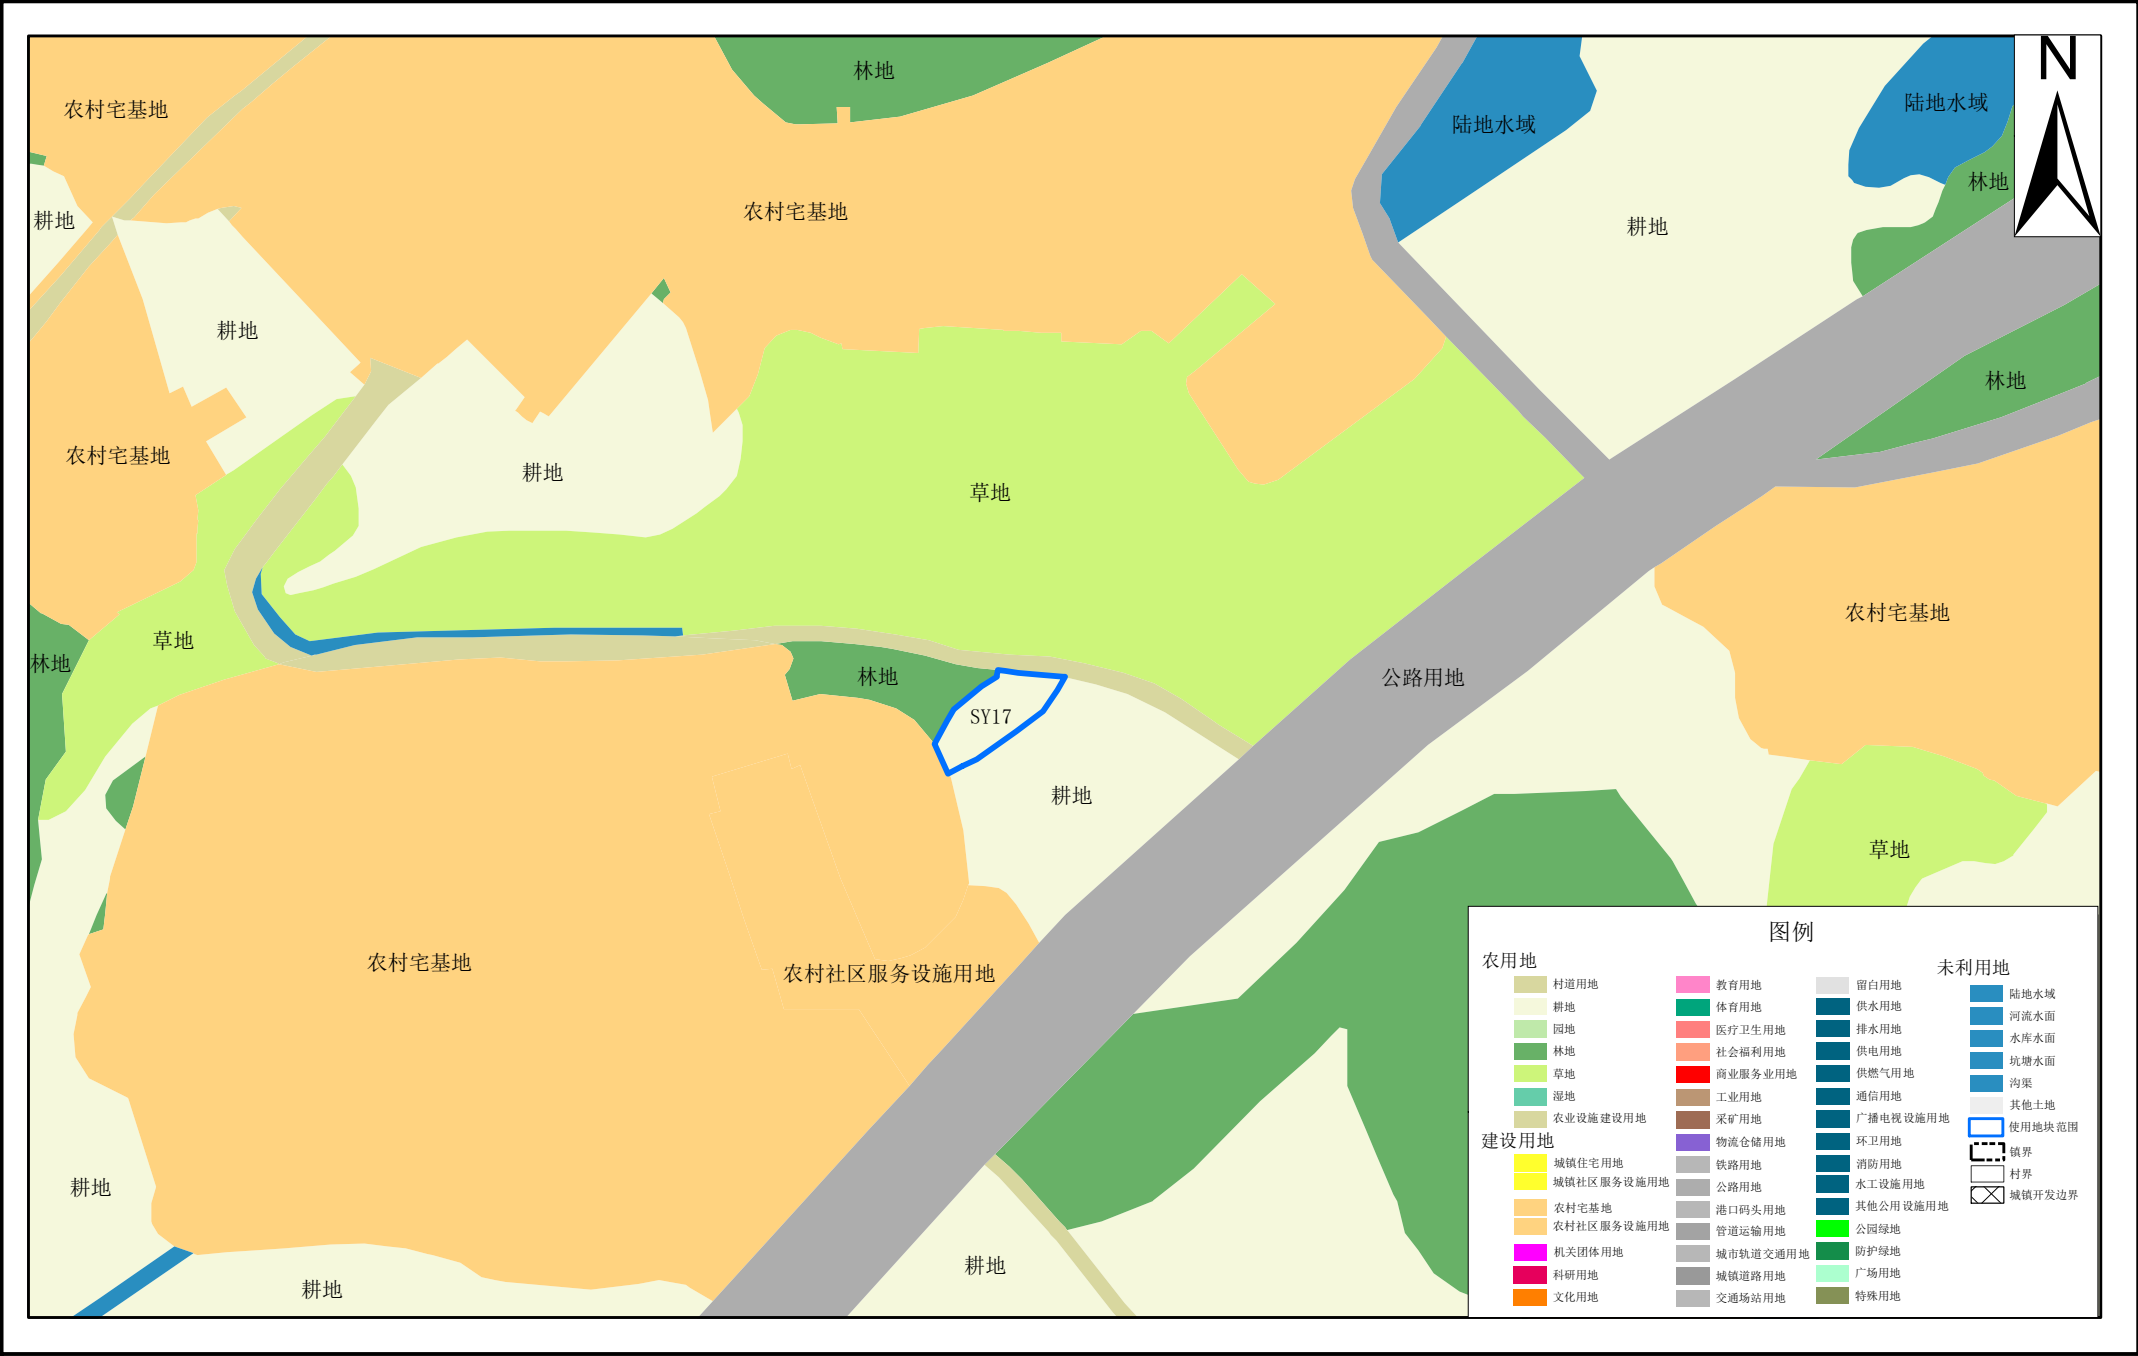 N
林地
农村宅基地
陆地水域
陆地水域
林地
农村宅基地
耕地
耕地
耕地
林地
农村宅基地
耕地
草地
农村宅基地
草地
林地
林地
公路用地
SY17
耕地
草地
农村宅基地
农村社区服务设施用地
耕地
耕地
耕地
图例
农用地
村道用地
耕地
园地
林地
草地
湿地
农业设施建设用地
建设用地
城镇住宅用地
城镇社区服务设施用地
农村宅基地
农村社区服务设施用地
机关团体用地
科研用地
文化用地
教育用地
体育用地
医疗卫生用地
社会福利用地
商业服务业用地
工业用地
采矿用地
物流仓储用地
铁路用地
公路用地
港口码头用地
管道运输用地
城市轨道交通用地
城镇道路用地
交通场站用地
留白用地
供水用地
排水用地
供电用地
供燃气用地
通信用地
广播电视设施用地
环卫用地
消防用地
水工设施用地
其他公用设施用地
公园绿地
防护绿地
广场用地
特殊用地
未利用地
陆地水域
河流水面
水库水面
坑塘水面
沟渠
其他土地
使用地块范围
镇界
村界
城镇开发边界